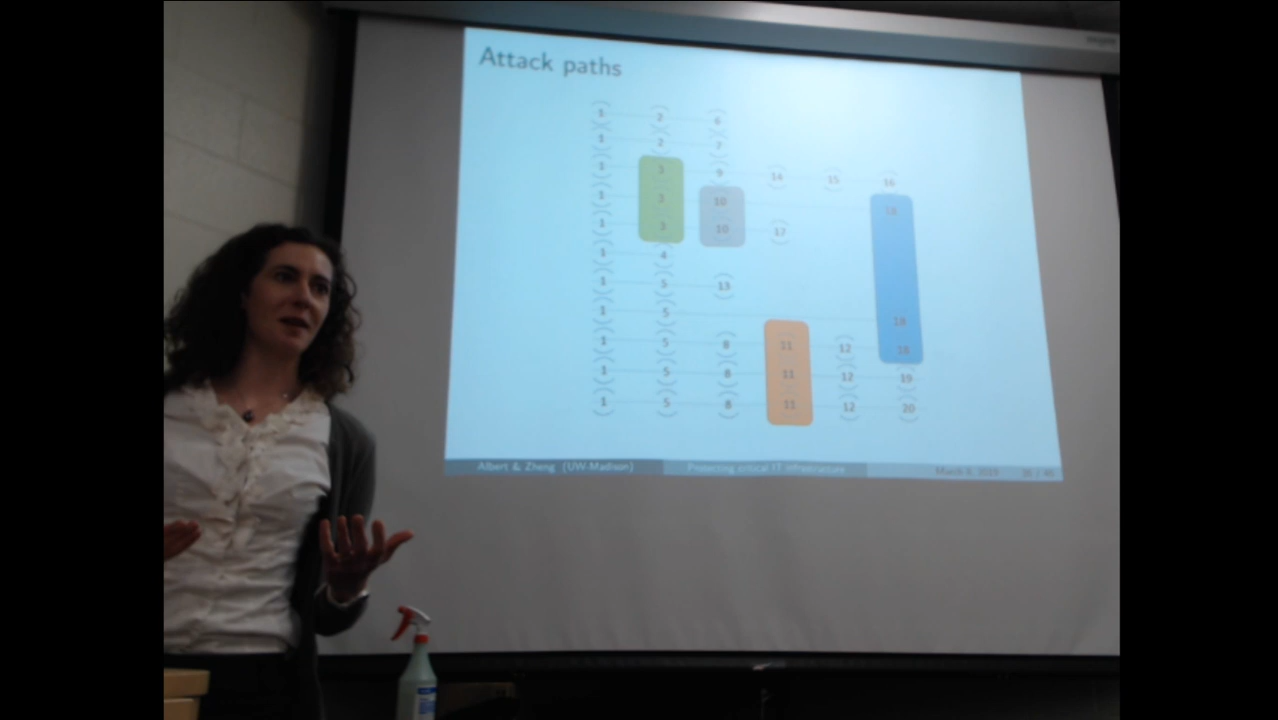 Attack paths
1 2 6
1 2 7
1 3 9 14 15 16
1 3 10 18
1 3 10 17
1 4
1 5 13
1 5 18
1 5 8 11 12 18
1 5 8 11 12 19
1 5 8 11 12 20
Albert & Zheng (UW-Madison) Protecting critical IT infrastructure March 8, 2019